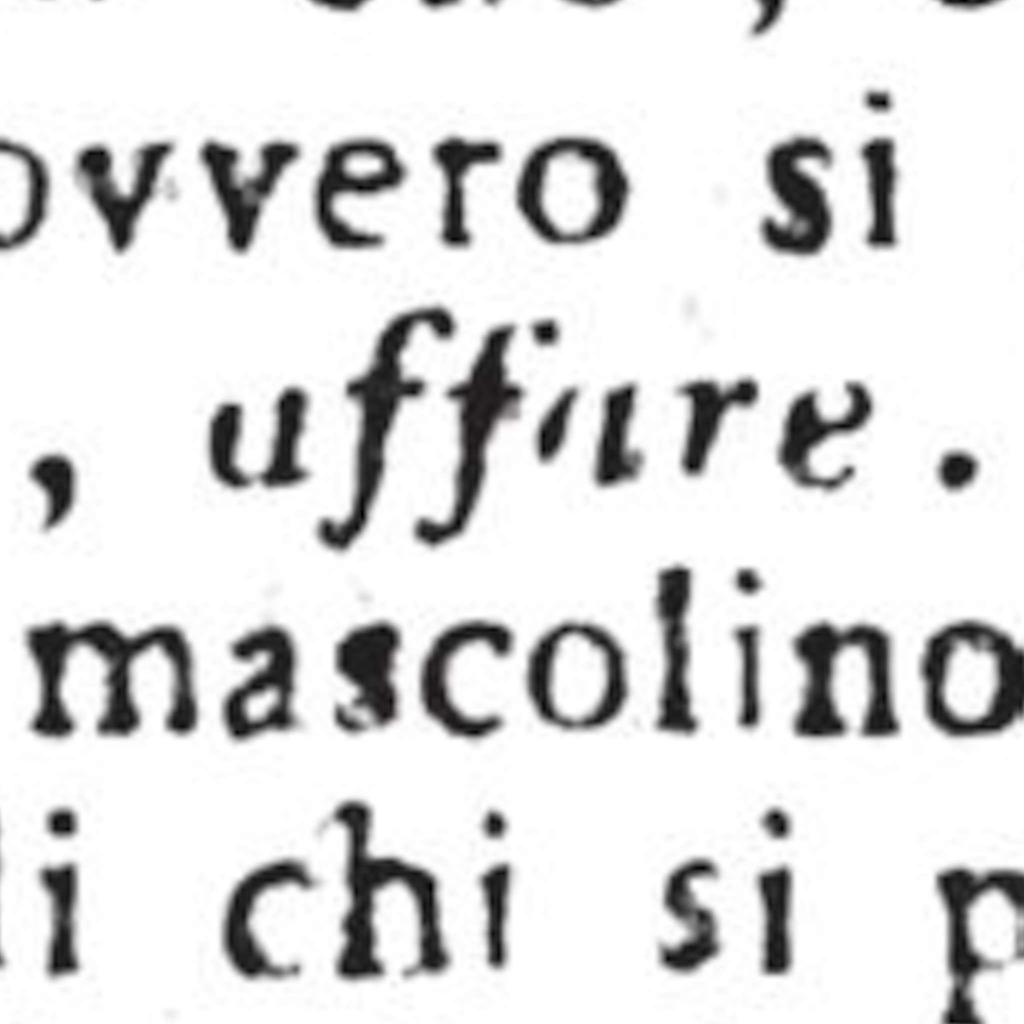 ovvero si
, uffare.
mascolino
li chi si p